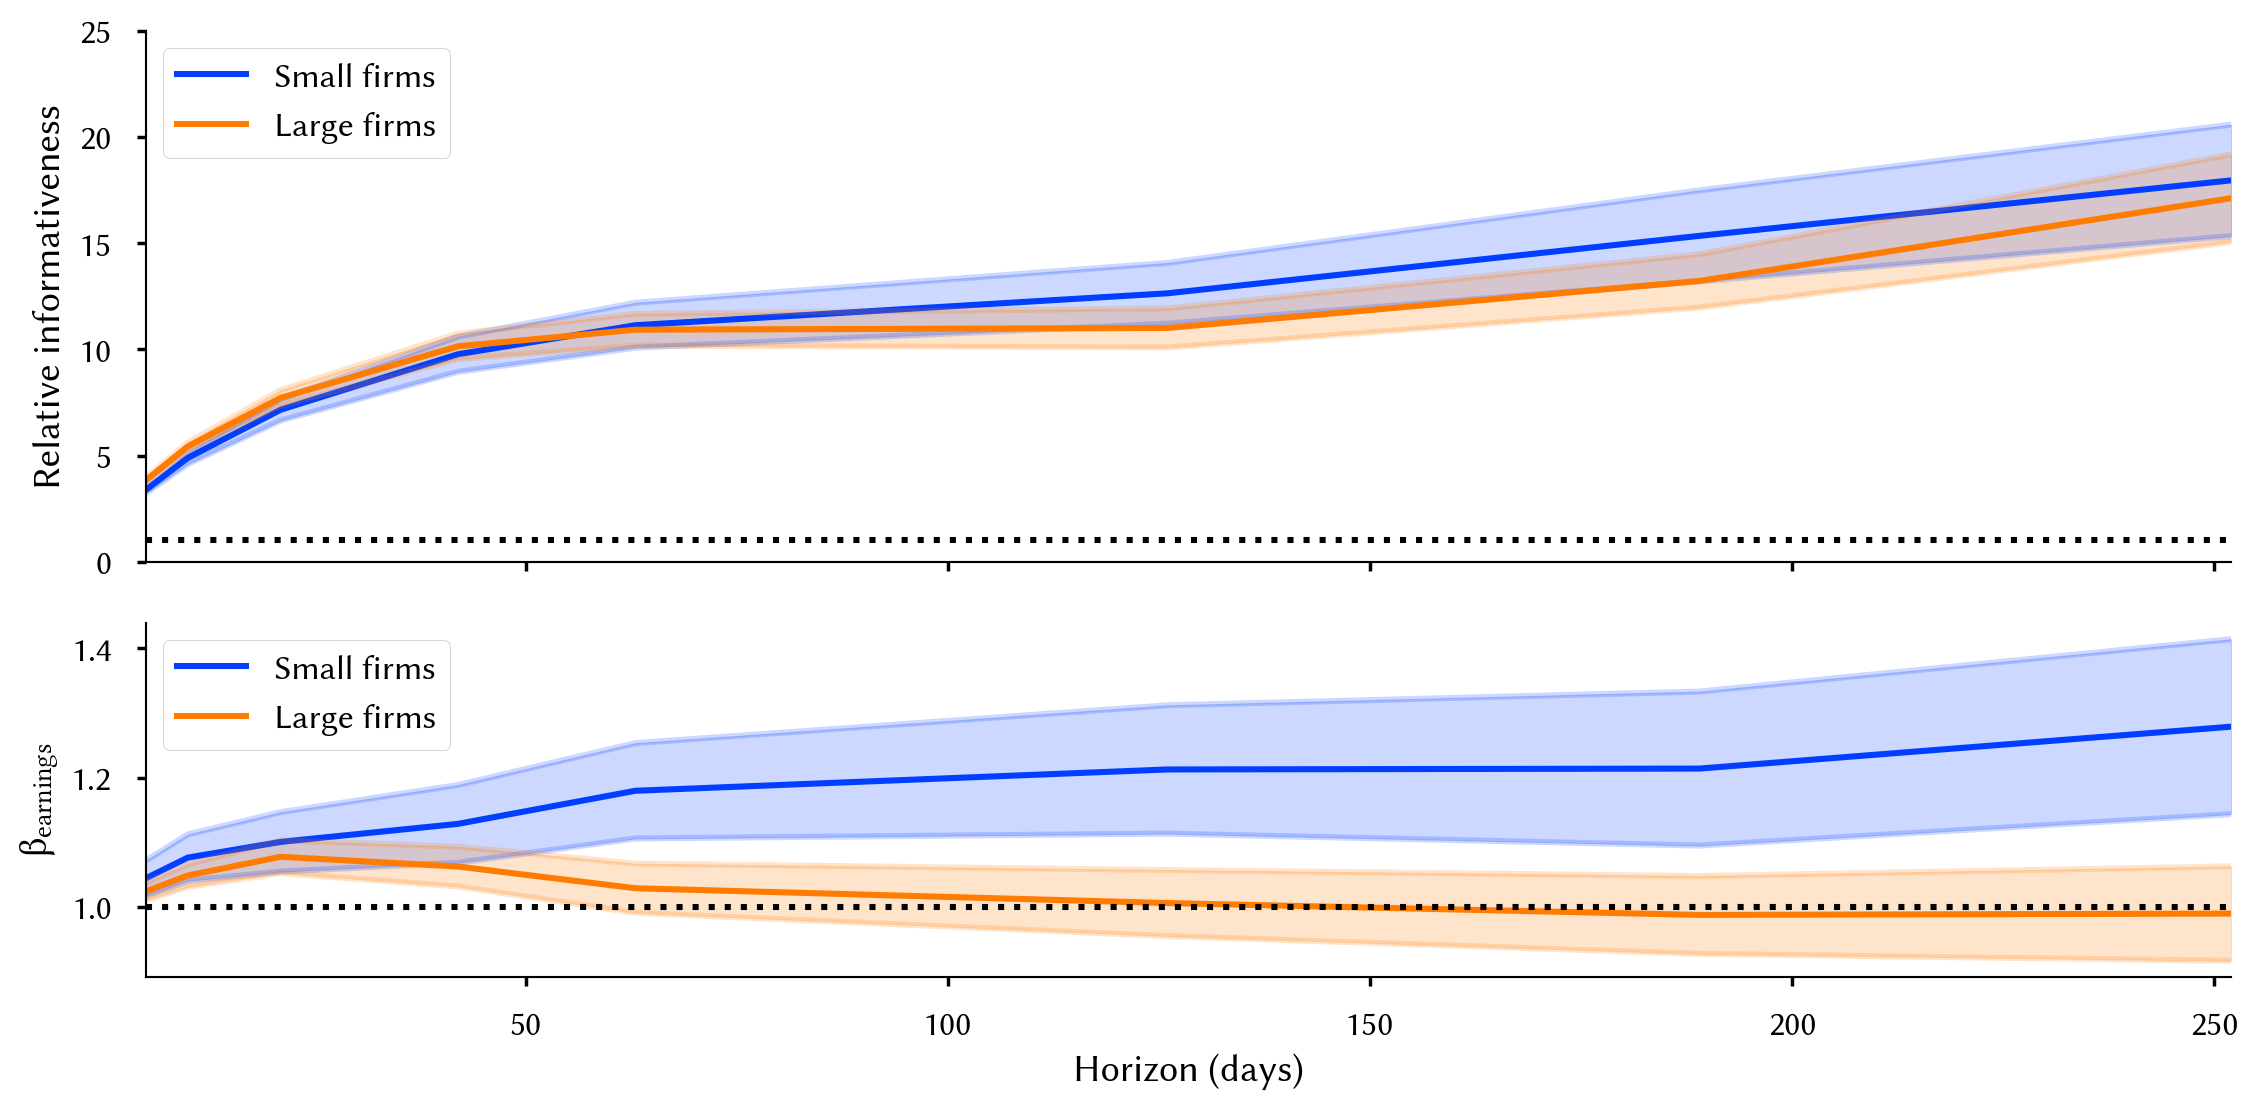 25
20
15
10
5
0
Relative informativeness
Small firms
Large firms
1.4
1.2
1.0
βearnings
Small firms
Large firms
50
100
150
200
250
Horizon (days)